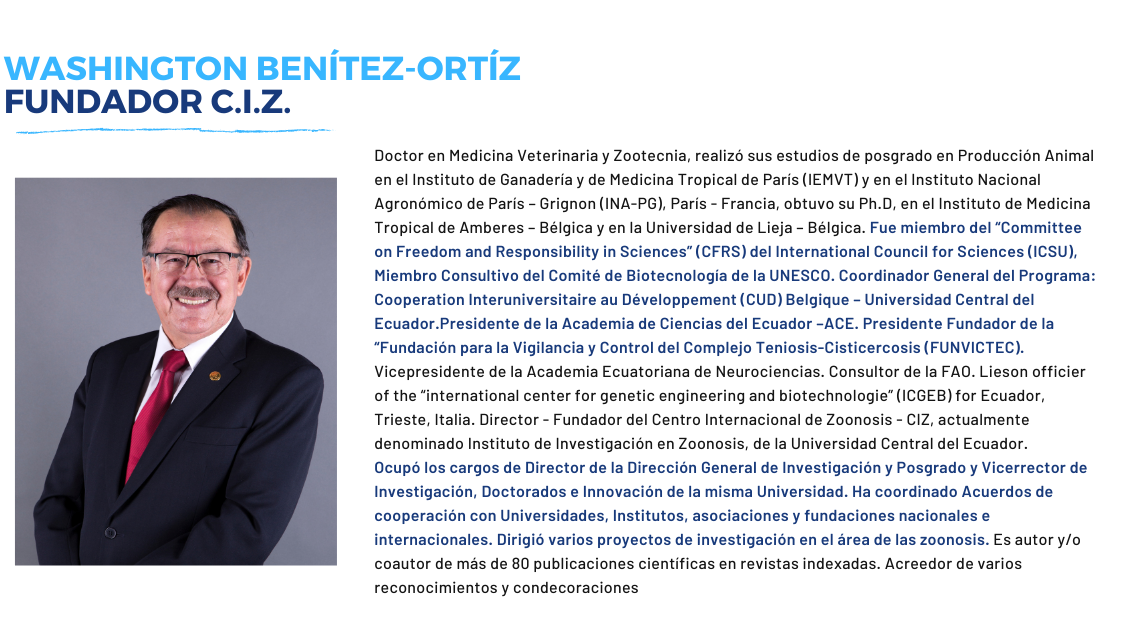 WASHINGTON BENÍTEZ-ORTÍZ
FUNDADOR C.I.Z.
Doctor en Medicina Veterinaria y Zootecnia, realizó sus estudios de posgrado en Producción Animal
en el Instituto de Ganadería y de Medicina Tropical de París (IEMVT) y en el Instituto Nacional
Agronómico de París – Grignon (INA-PG), París - Francia, obtuvo su Ph.D, en el Instituto de Medicina
Tropical de Amberes – Bélgica y en la Universidad de Lieja – Bélgica. Fue miembro del “Committee
on Freedom and Responsibility in Sciences” (CFRS) del International Council for Sciences (ICSU),
Miembro Consultivo del Comité de Biotecnología de la UNESCO. Coordinador General del Programa:
Cooperation Interuniversitaire au Développement (CUD) Belgique – Universidad Central del
Ecuador.Presidente de la Academia de Ciencias del Ecuador –ACE. Presidente Fundador de la
“Fundación para la Vigilancia y Control del Complejo Teniosis-Cisticercosis (FUNVICTEC).
Vicepresidente de la Academia Ecuatoriana de Neurociencias. Consultor de la FAO. Lieson officier
of the “international center for genetic engineering and biotechnologie” (ICGEB) for Ecuador,
Trieste, Italia. Director - Fundador del Centro Internacional de Zoonosis - CIZ, actualmente
denominado Instituto de Investigación en Zoonosis, de la Universidad Central del Ecuador.
Ocupó los cargos de Director de la Dirección General de Investigación y Posgrado y Vicerrector de
Investigación, Doctorados e Innovación de la misma Universidad. Ha coordinado Acuerdos de
cooperación con Universidades, Institutos, asociaciones y fundaciones nacionales e
internacionales. Dirigió varios proyectos de investigación en el área de las zoonosis. Es autor y/o
coautor de más de 80 publicaciones científicas en revistas indexadas. Acreedor de varios
reconocimientos y condecoraciones